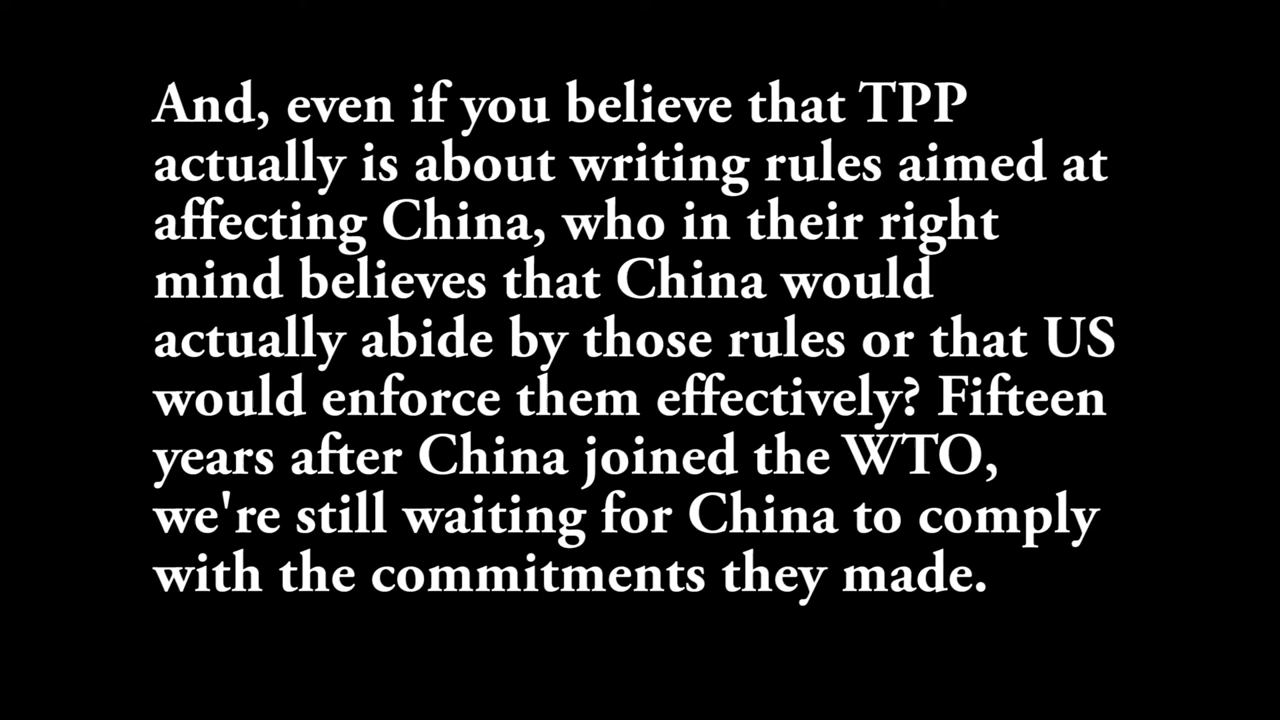 And, even if you believe that TPP
actually is about writing rules aimed at
affecting China, who in their right
mind believes that China would
actually abide by those rules or that US
would enforce them effectively? Fifteen
years after China joined the WTO,
we're still waiting for China to comply
with the commitments they made.